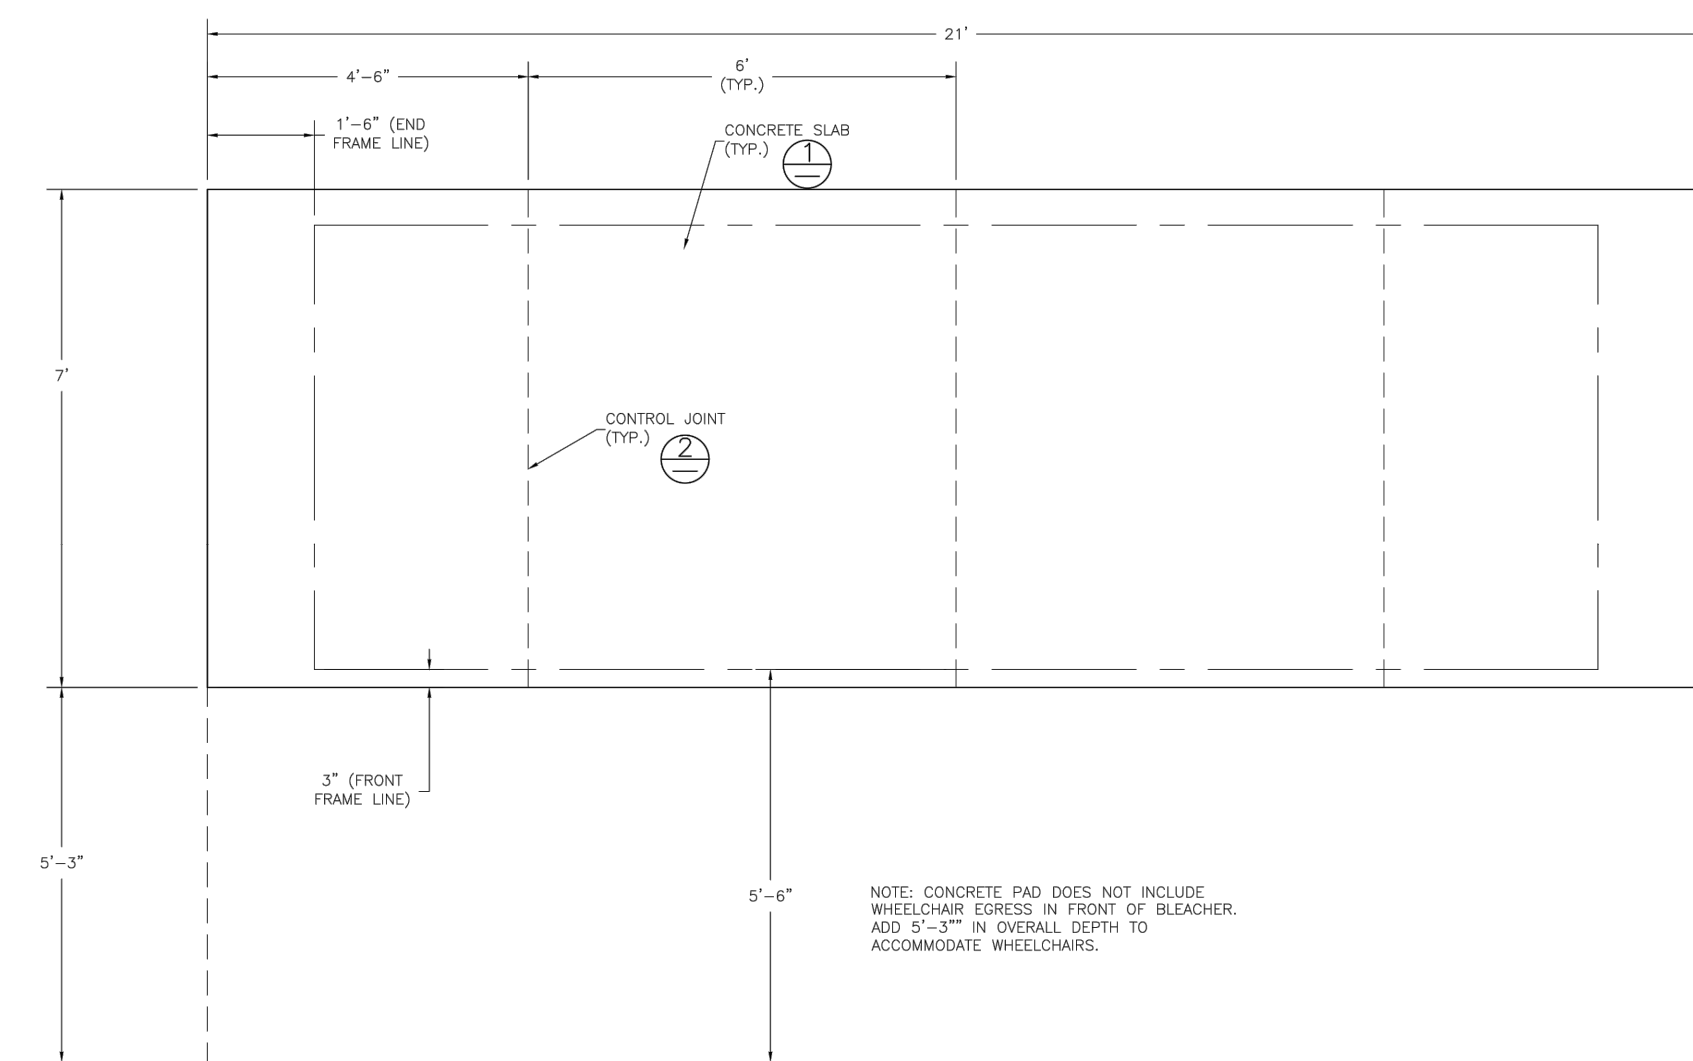 21'
4'-6"
6'
(TYP.)
1'-6" (END
FRAME LINE)
CONCRETE SLAB
(TYP.)
1
7'
CONTROL JOINT
(TYP.)
2
3" (FRONT
FRAME LINE)
5'-3"
5'-6"
NOTE: CONCRETE PAD DOES NOT INCLUDE
WHEELCHAIR EGRESS IN FRONT OF BLEACHER.
ADD 5'-3"" IN OVERALL DEPTH TO
ACCOMMODATE WHEELCHAIRS.